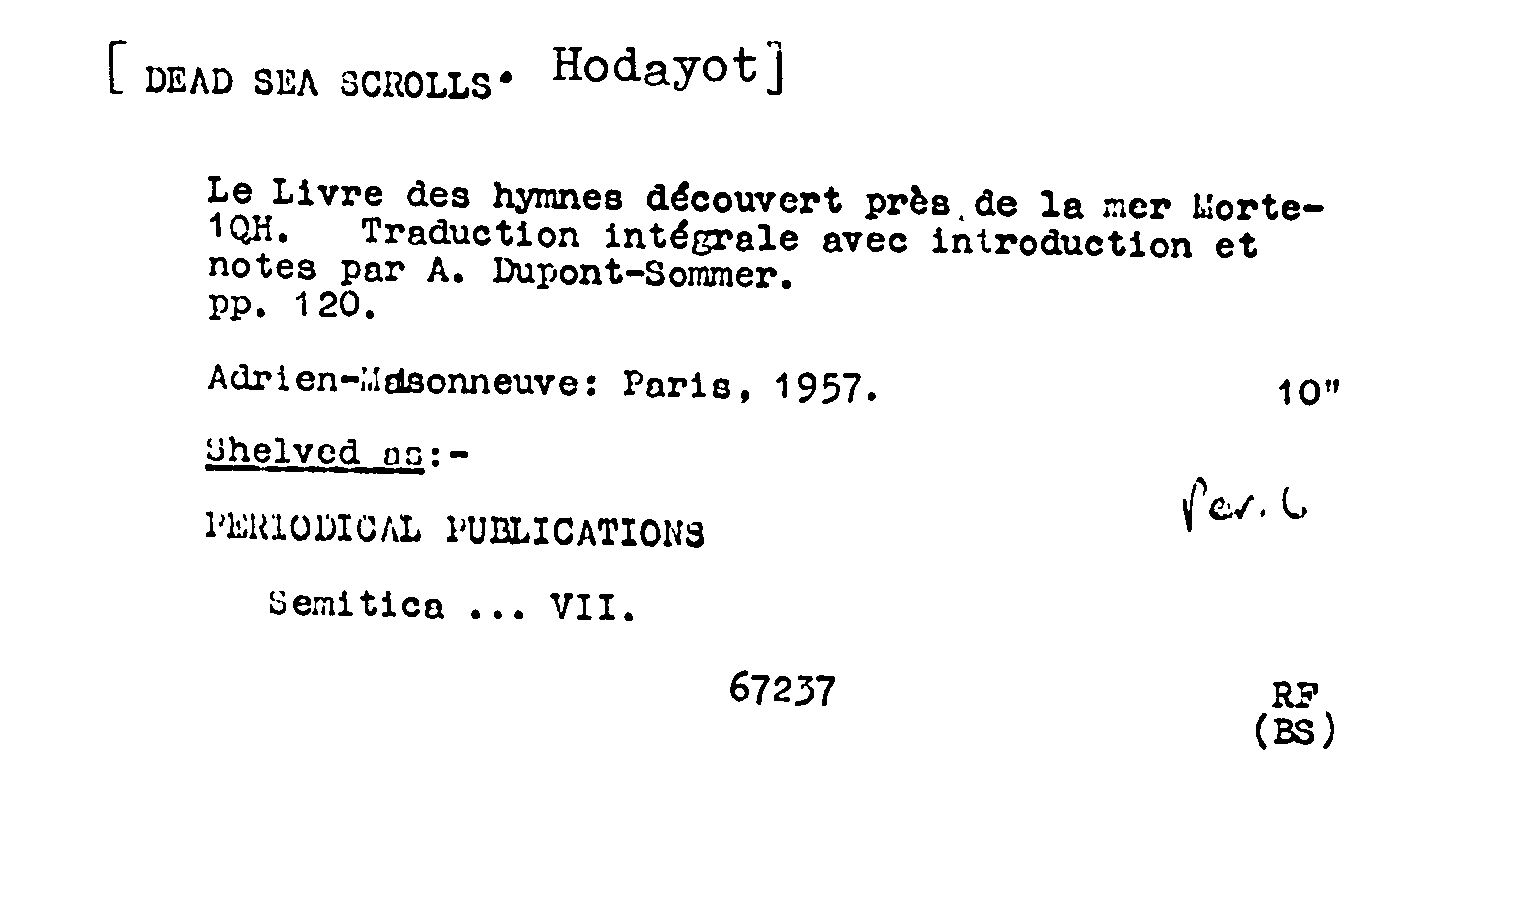 [DEAD SEA SCROLLS. Hodayot]
Le Livre des hymnes découvert près de la mer Morte-
1QH. Traduction intégrale avec introduction et
notes par A. Dupont-Sommer.
pp. 120.
Adrien-Maisonneuve: Paris, 1957. 10"
Shelved as:-
Per. 6
PERIODICAL PUBLICATIONS
Semitica ... VII.
67237 RF
(BS)